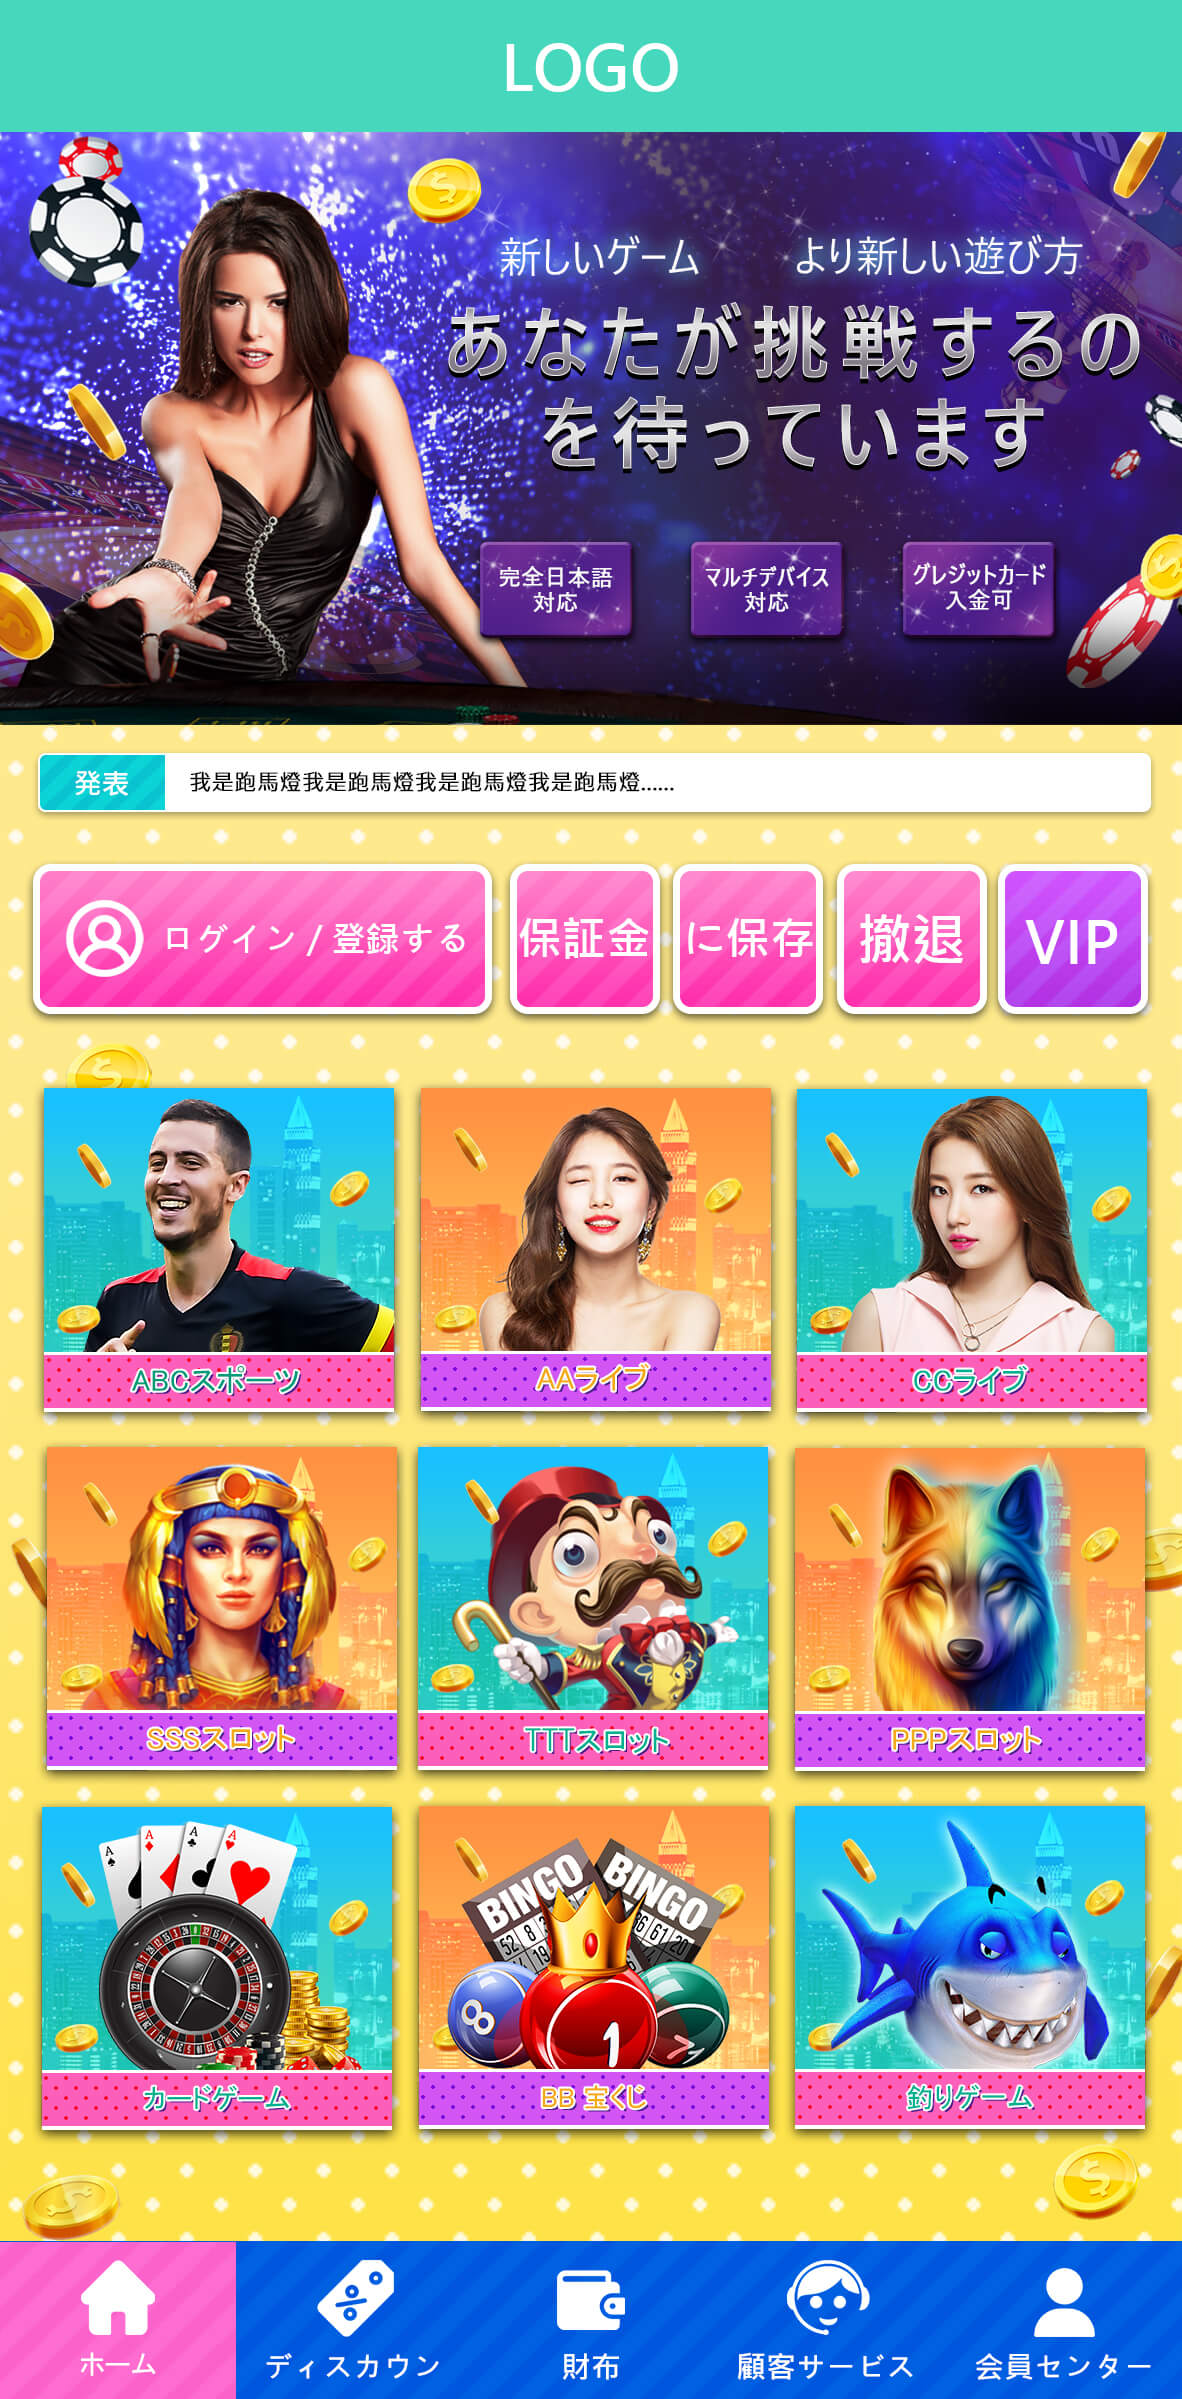 LOGO
新しいゲーム より新しい遊び方
あなたが挑戦するの
を待っています
完全日本語
対応
マルチデバイス
対応
グレジットカード
入金可
発表 我是跑馬燈我是跑馬燈我是跑馬燈我是跑馬燈......
ログイン / 登録する
保証金
に保存
撤退
VIP
ABCスポーツ
AAライブ
CCライブ
SSSスロット
TTTスロット
PPPスロット
カードゲーム
BINGO
BINGO
8
1
BB 宝くじ
釣りゲーム
ホーム
ディスカウン
財布
顧客サービス
会員センター